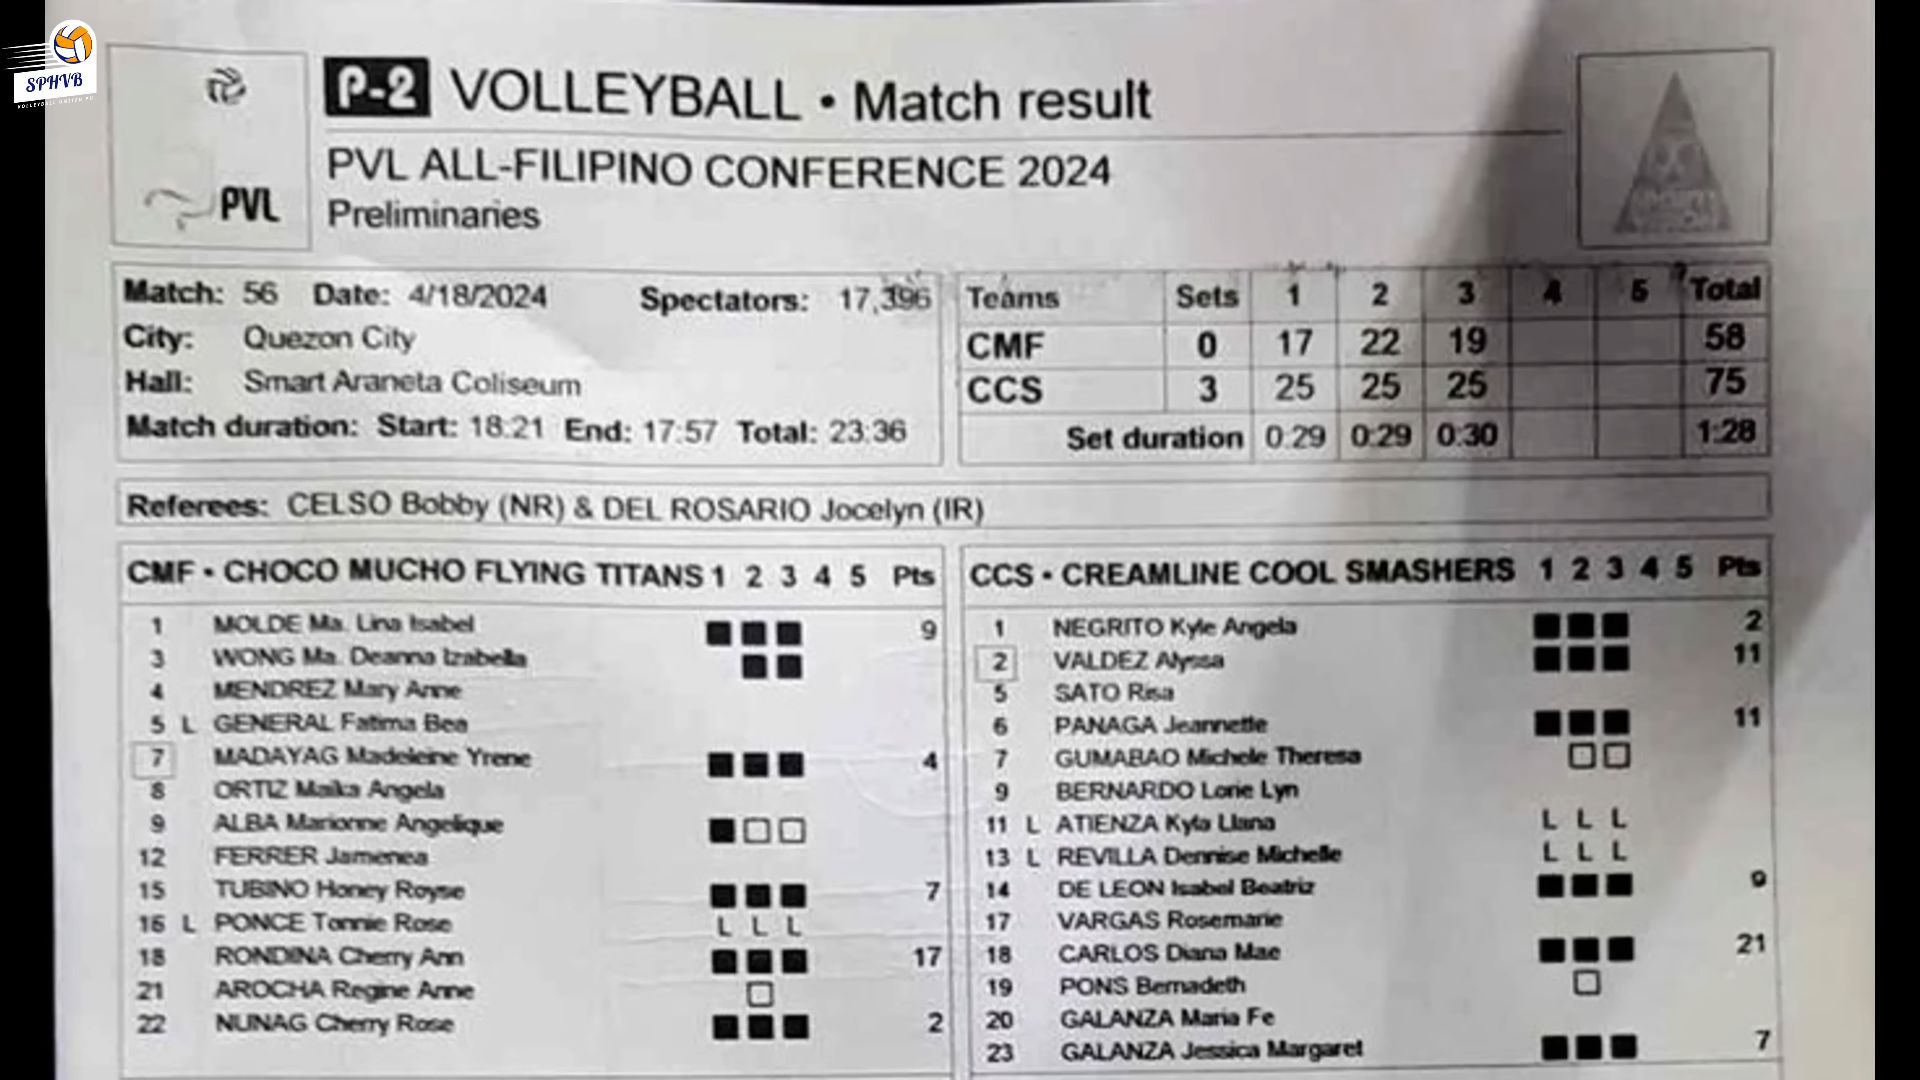 SPHVB
P-2 VOLLEYBALL • Match result
PVL
PVL ALL-FILIPINO CONFERENCE 2024
Preliminaries
Match: 56 Date: 4/18/2024 Spectators: 17,396
City: Quezon City
Hall: Smart Araneta Coliseum
Match duration: Start: 18:21 End: 17:57 Total: 23:36
Teams Sets 1 2 3 4 5 Total
CMF 0 17 22 19 58
CCS 3 25 25 25 75
Set duration 0:29 0:29 0:30 1:28
Referees: CELSO Bobby (NR) & DEL ROSARIO Jocelyn (IR)
CMF • CHOCO MUCHO FLYING TITANS 1 2 3 4 5 Pts
1 MOLDE Ma. Lina Isabel 9
3 WONG Ma. Deanna Izabella
4 MENDREZ Mary Anne
5 L GENERAL Fatima Bea
7 MADAYAG Madeleine Yrene 4
8 ORTIZ Maika Angela
9 ALBA Marionne Angelique
12 FERRER Jamenea
15 TUBINO Honey Royse 7
16 L PONCE Tonnie Rose L L L
18 RONDINA Cherry Ann 17
21 AROCHA Regine Anne
22 NUNAG Cherry Rose 2
CCS • CREAMLINE COOL SMASHERS 1 2 3 4 5 Pts
1 NEGRITO Kyle Angela 2
2 VALDEZ Alyssa 11
5 SATO Risa
6 PANAGA Jeannette 11
7 GUMABAO Michele Theresa
9 BERNARDO Lorie Lyn
11 L ATIENZA Kyla Llana L L L
13 L REVILLA Dennise Michelle L L L
14 DE LEON Isabel Beatriz 9
17 VARGAS Rosemarie
18 CARLOS Diana Mae 21
19 PONS Bernadeth
20 GALANZA Maria Fe
23 GALANZA Jessica Margaret 7